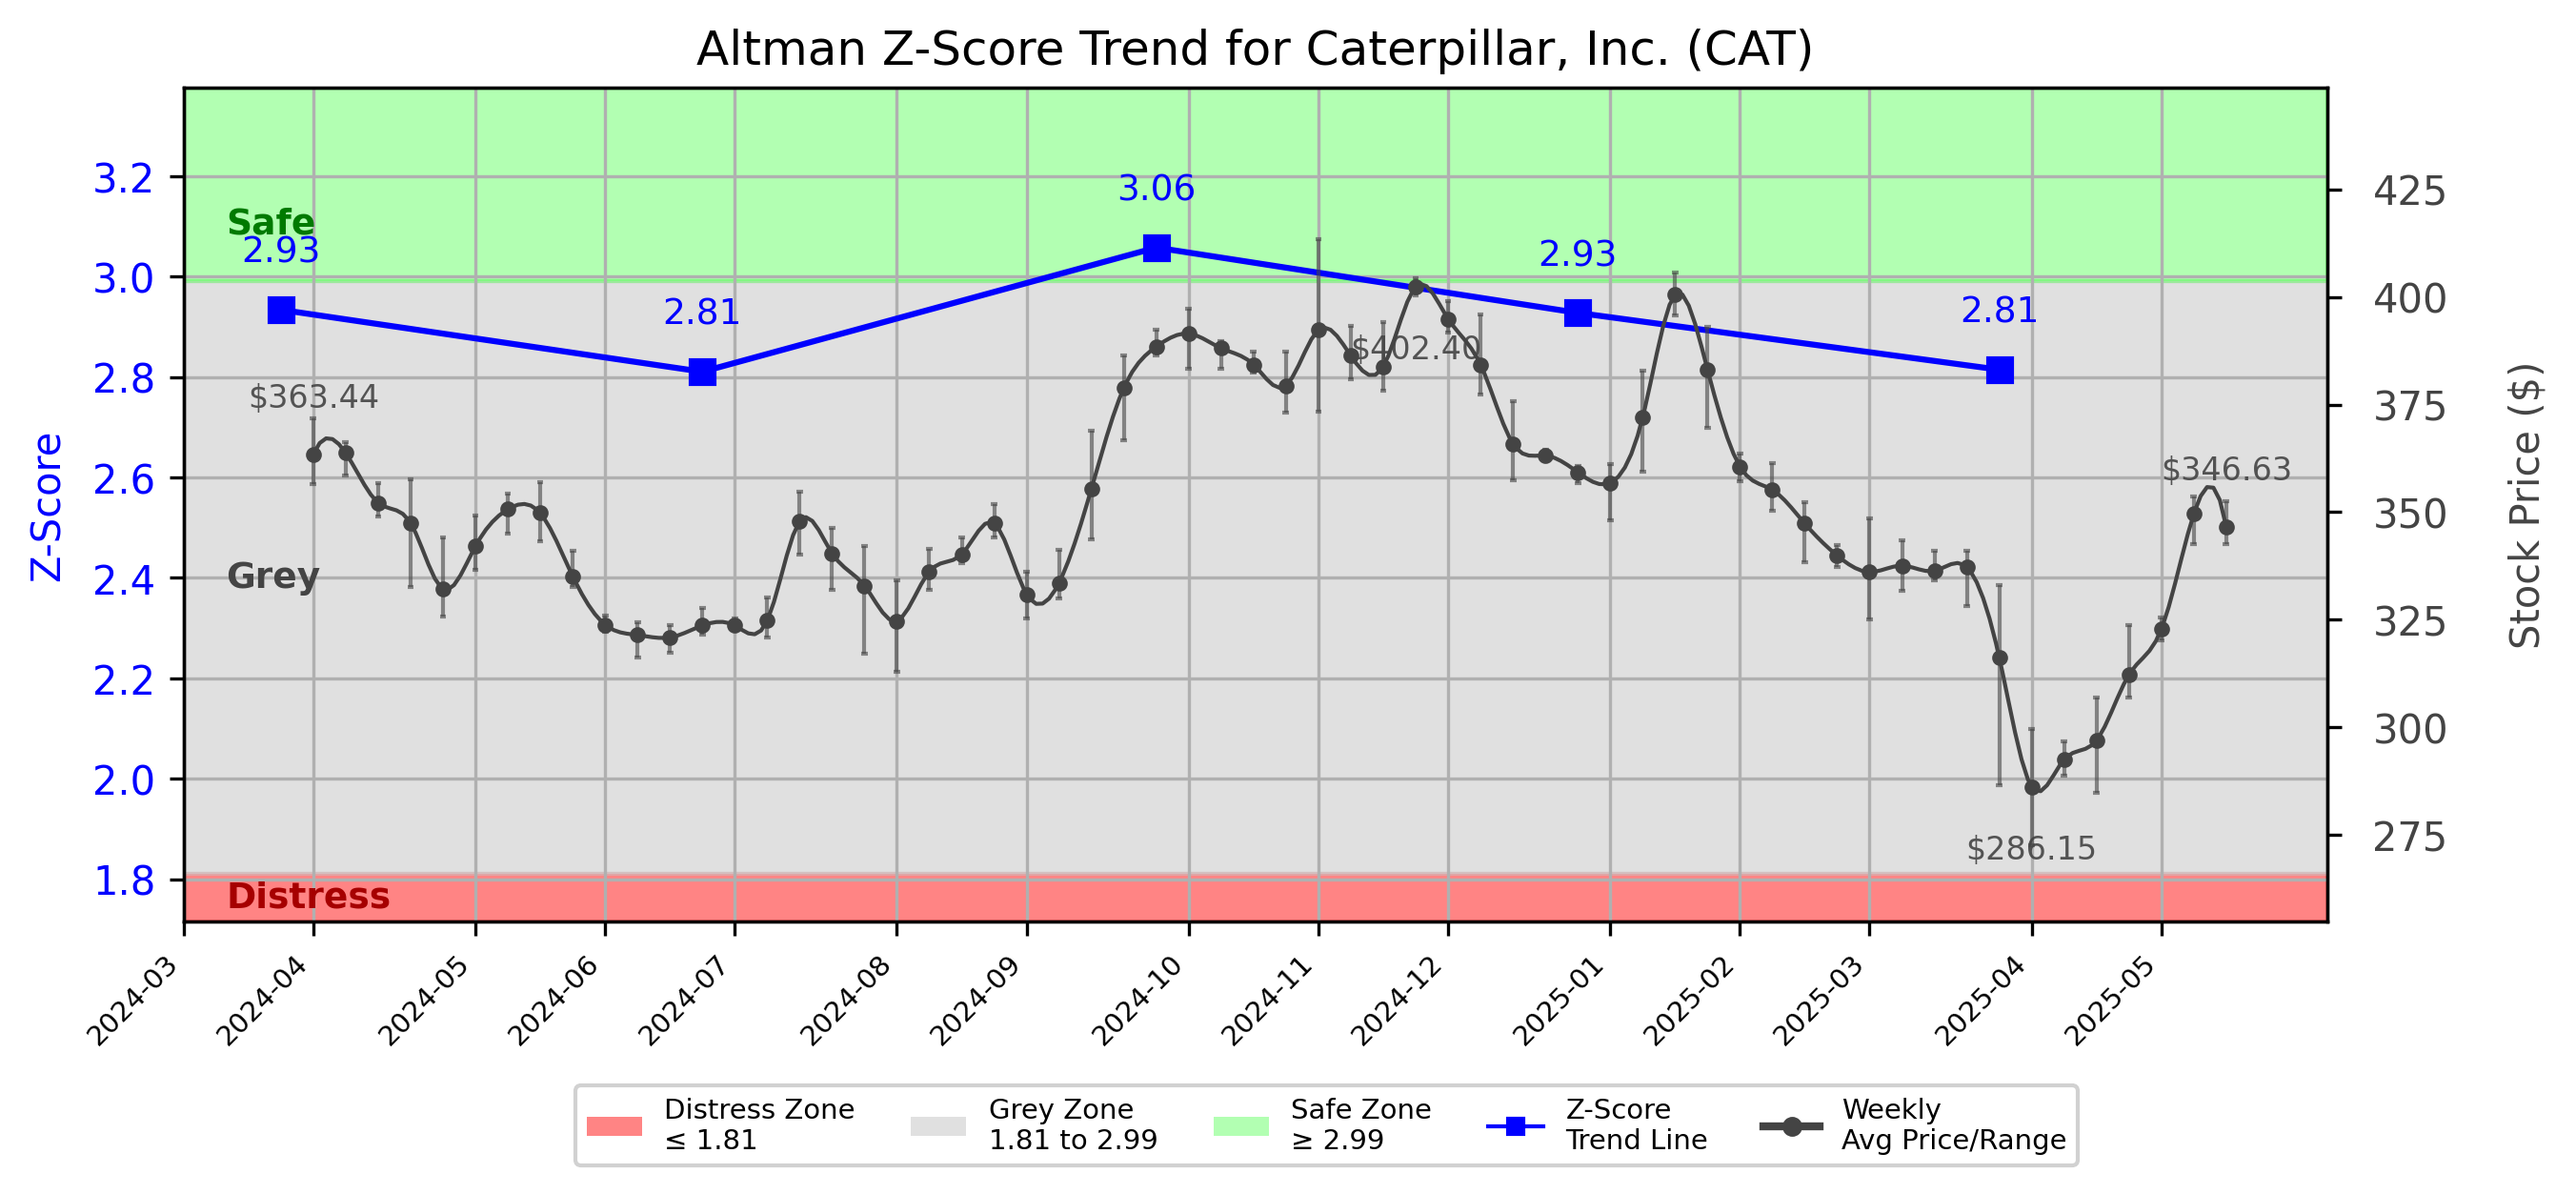 Altman Z-Score Trend for Caterpillar, Inc. (CAT)
Z-Score
3.2
3.0
2.8
2.6
2.4
2.2
2.0
1.8
Safe
Grey
Distress
2.93
2.81
3.06
2.93
2.81
$363.44
$402.40
$286.15
$346.63
425
400
375
350
325
300
275
Stock Price ($)
2024-03
2024-04
2024-05
2024-06
2024-07
2024-08
2024-09
2024-10
2024-11
2024-12
2025-01
2025-02
2025-03
2025-04
2025-05
Distress Zone
≤ 1.81
Grey Zone
1.81 to 2.99
Safe Zone
≥ 2.99
Z-Score
Trend Line
Weekly
Avg Price/Range